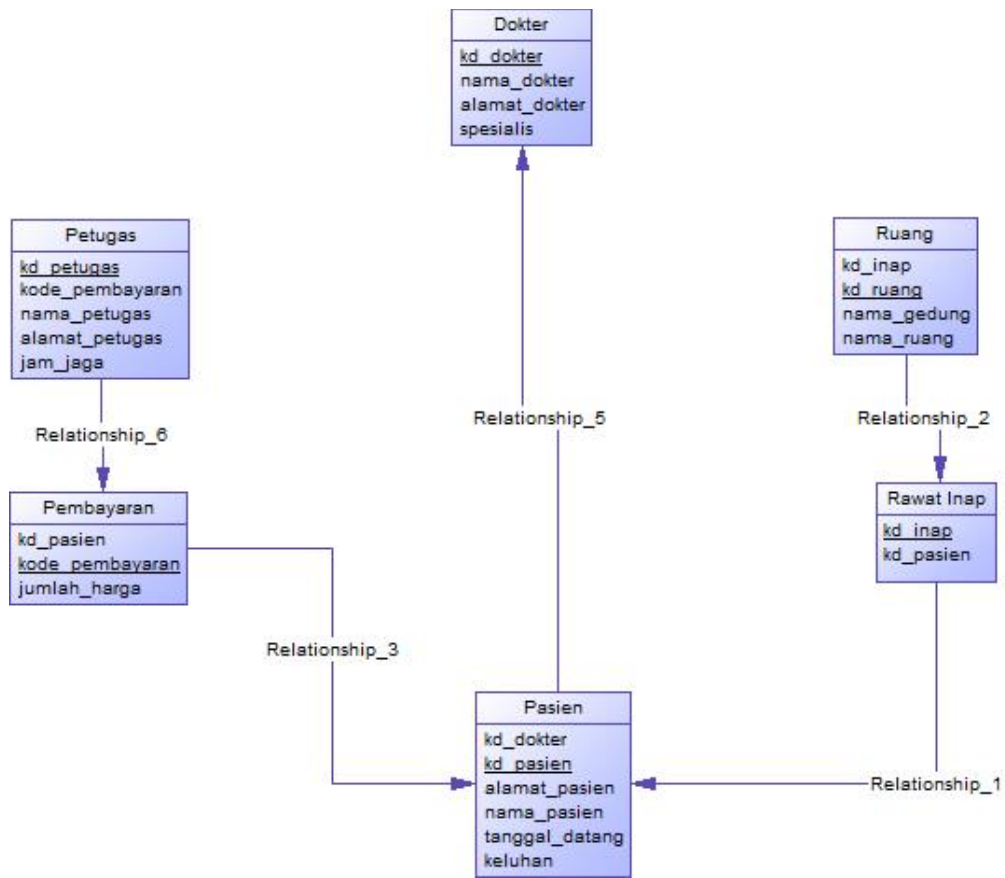 Dokter
kd_dokter
nama_dokter
alamat_dokter
spesialis
Petugas
kd_petugas
kode_pembayaran
nama_petugas
alamat_petugas
jam_jaga
Ruang
kd_inap
kd_ruang
nama_gedung
nama_ruang
Relationship_6
Relationship_5
Relationship_2
Pembayaran
kd_pasien
kode_pembayaran
jumlah_harga
Rawat Inap
kd_inap
kd_pasien
Relationship_3
Pasien
kd_dokter
kd_pasien
alamat_pasien
nama_pasien
tanggal_datang
keluhan
Relationship_1